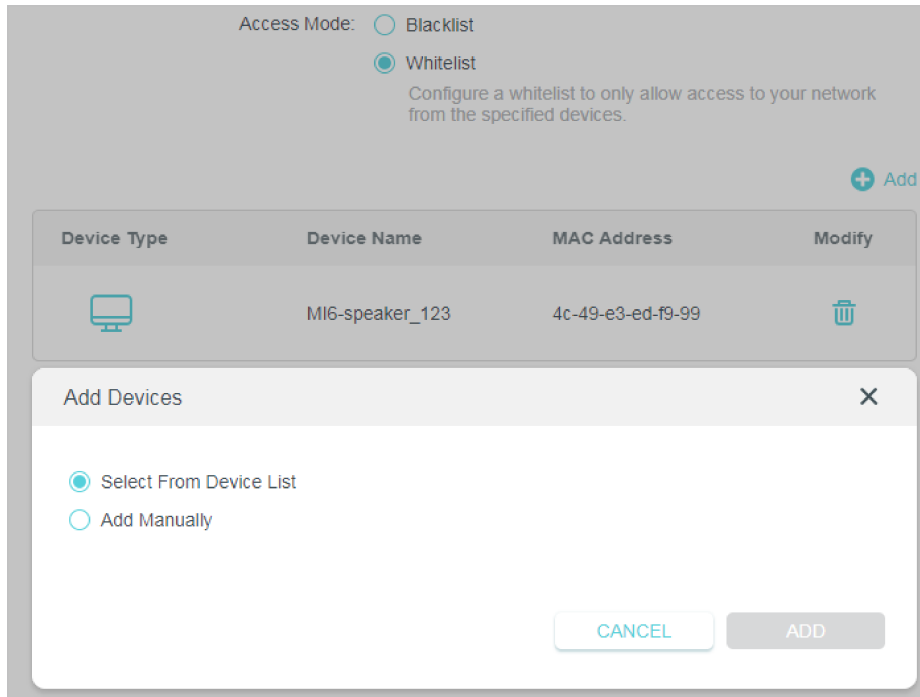 Access Mode: Blacklist
Whitelist
Configure a whitelist to only allow access to your network
from the specified devices.
Add
Device Type Device Name MAC Address Modify
MI6-speaker_123 4c-49-e3-ed-f9-99
Add Devices
Select From Device List
Add Manually
CANCEL ADD